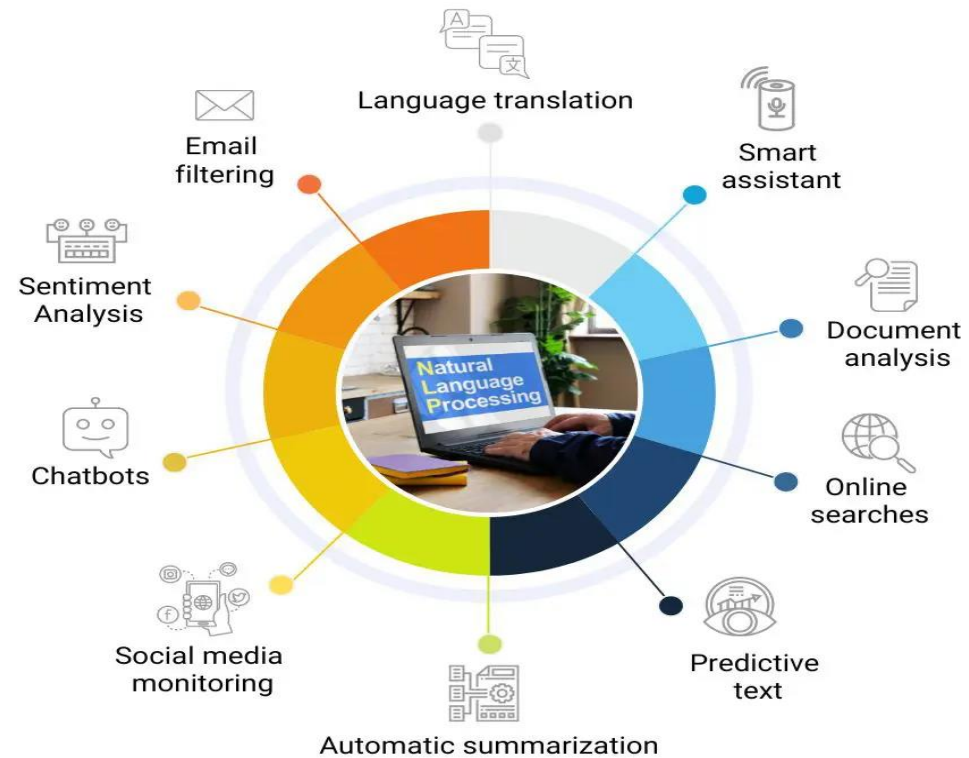 A
文
Language translation
Smart
assistant
Document
analysis
Online
searches
Predictive
text
Automatic summarization
Social media
monitoring
Chatbots
Sentiment
Analysis
Email
filtering
Natural
Language
Processing